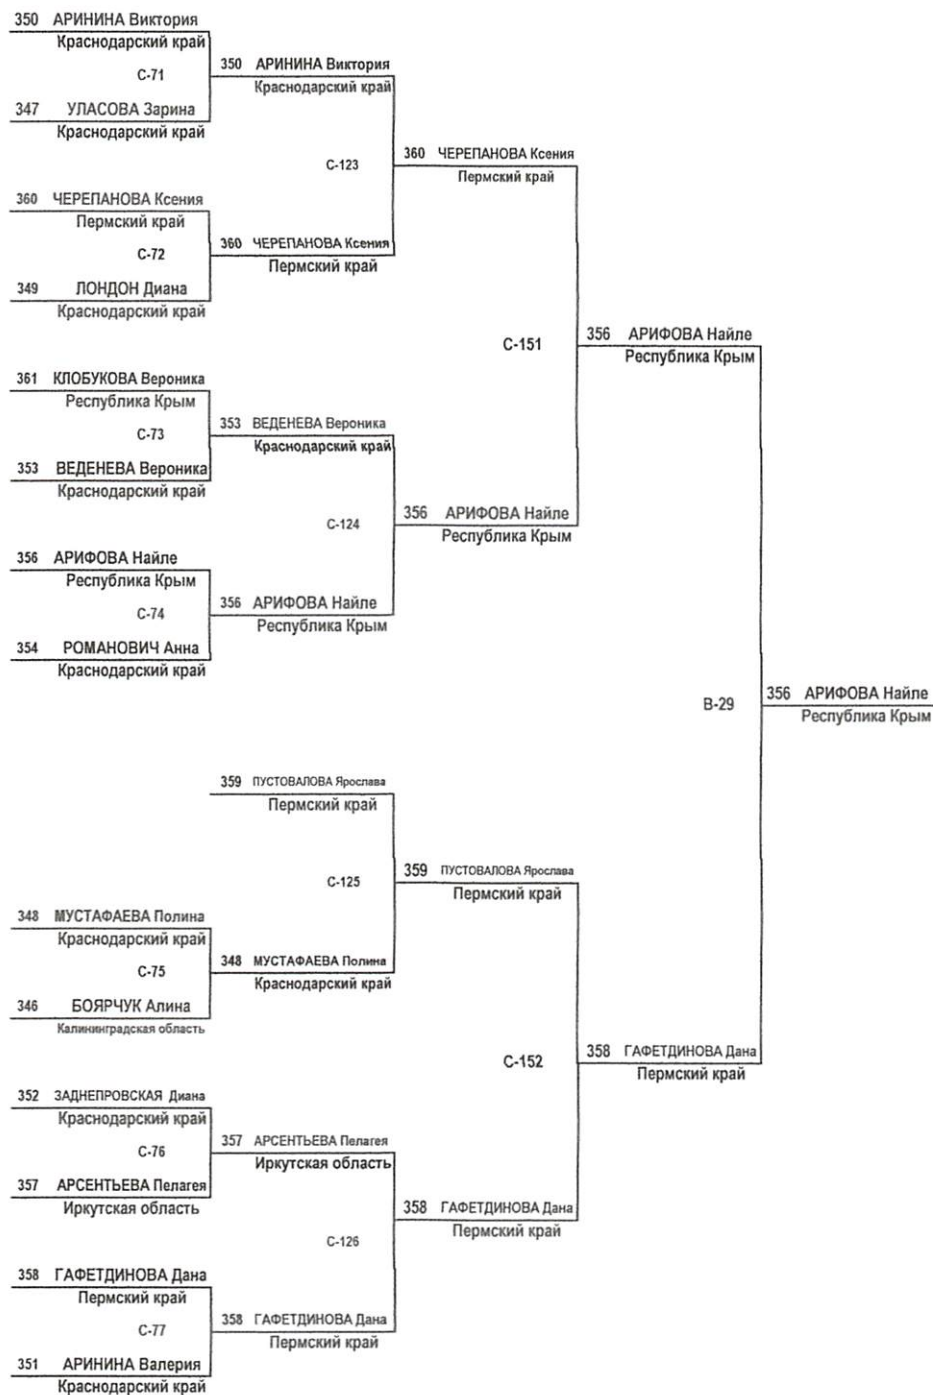 350 АРИНИНА Виктория
Краснодарский край
С-71
347 УЛАСОВА Зарина
Краснодарский край
350 АРИНИНА Виктория
Краснодарский край
С-123
360 ЧЕРЕПАНОВА Ксения
Пермский край
360 ЧЕРЕПАНОВА Ксения
Пермский край
С-72
349 ЛОНДОН Диана
Краснодарский край
360 ЧЕРЕПАНОВА Ксения
Пермский край
С-151
356 АРИФОВА Найле
Республика Крым
361 КЛОБУКОВА Вероника
Республика Крым
С-73
353 ВЕДЕНЕВА Вероника
Краснодарский край
353 ВЕДЕНЕВА Вероника
Краснодарский край
С-124
356 АРИФОВА Найле
Республика Крым
356 АРИФОВА Найле
Республика Крым
С-74
354 РОМАНОВИЧ Анна
Краснодарский край
356 АРИФОВА Найле
Республика Крым
В-29
356 АРИФОВА Найле
Республика Крым
359 ПУСТОВАЛОВА Ярослава
Пермский край
С-125
359 ПУСТОВАЛОВА Ярослава
Пермский край
348 МУСТАФАЕВА Полина
Краснодарский край
С-75
346 БОЯРЧУК Алина
Калининградская область
348 МУСТАФАЕВА Полина
Краснодарский край
С-152
358 ГАФЕТДИНОВА Дана
Пермский край
352 ЗАДНЕПРОВСКАЯ Диана
Краснодарский край
С-76
357 АРСЕНТЬЕВА Пелагея
Иркутская область
357 АРСЕНТЬЕВА Пелагея
Иркутская область
С-126
358 ГАФЕТДИНОВА Дана
Пермский край
358 ГАФЕТДИНОВА Дана
Пермский край
С-77
351 АРИНИНА Валерия
Краснодарский край
358 ГАФЕТДИНОВА Дана
Пермский край